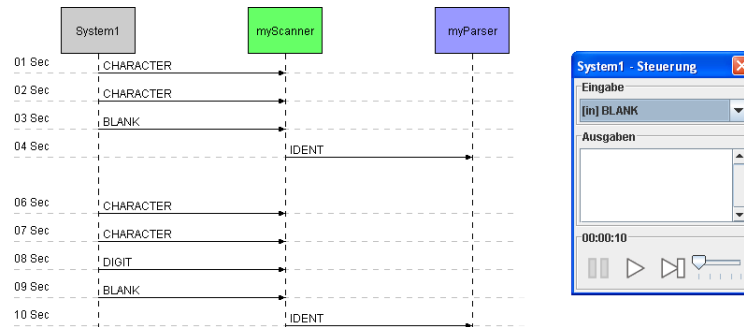 System1 myScanner myParser
01 Sec CHARACTER
02 Sec CHARACTER
03 Sec BLANK
04 Sec IDENT
06 Sec CHARACTER
07 Sec CHARACTER
08 Sec DIGIT
09 Sec BLANK
10 Sec IDENT
System1 - Steuerung
Eingabe
[in] BLANK
Ausgaben
00:00:10